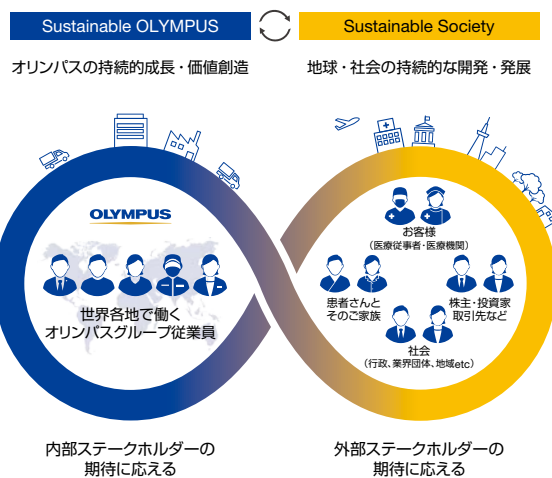 Sustainable OLYMPUS
Sustainable Society
オリンパスの持続的成長・価値創造
地球・社会の持続的な開発・発展
OLYMPUS
世界各地で働く
オリンパスグループ従業員
お客様
(医療従事者・医療機関)
患者さんと
そのご家族
株主・投資家
取引先など
社会
(行政、業界団体、地域etc)
内部ステークホルダーの
期待に応える
外部ステークホルダーの
期待に応える